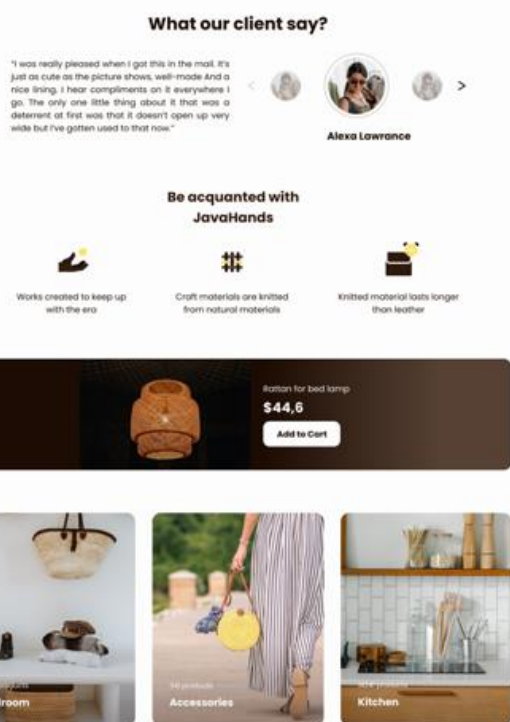 What our client say?
"I was really pleased when I got this in the mail. It's
just as cute as the picture shows, well-made And a
nice lining, I hear compliments on it everywhere I
go. The only one little thing about it that was a
deterrent at first was that it doesn't open up very
wide but I've gotten used to that now."
Alexa Lawrance
Be acquanted with
JavaHands
Works created to keep up
with the era
Craft materials are knitted
from natural materials
Knitted material lasts longer
than leather
Rattan for bed lamp
$44,6
Add to Cart
room
products
Accessories
products
Kitchen